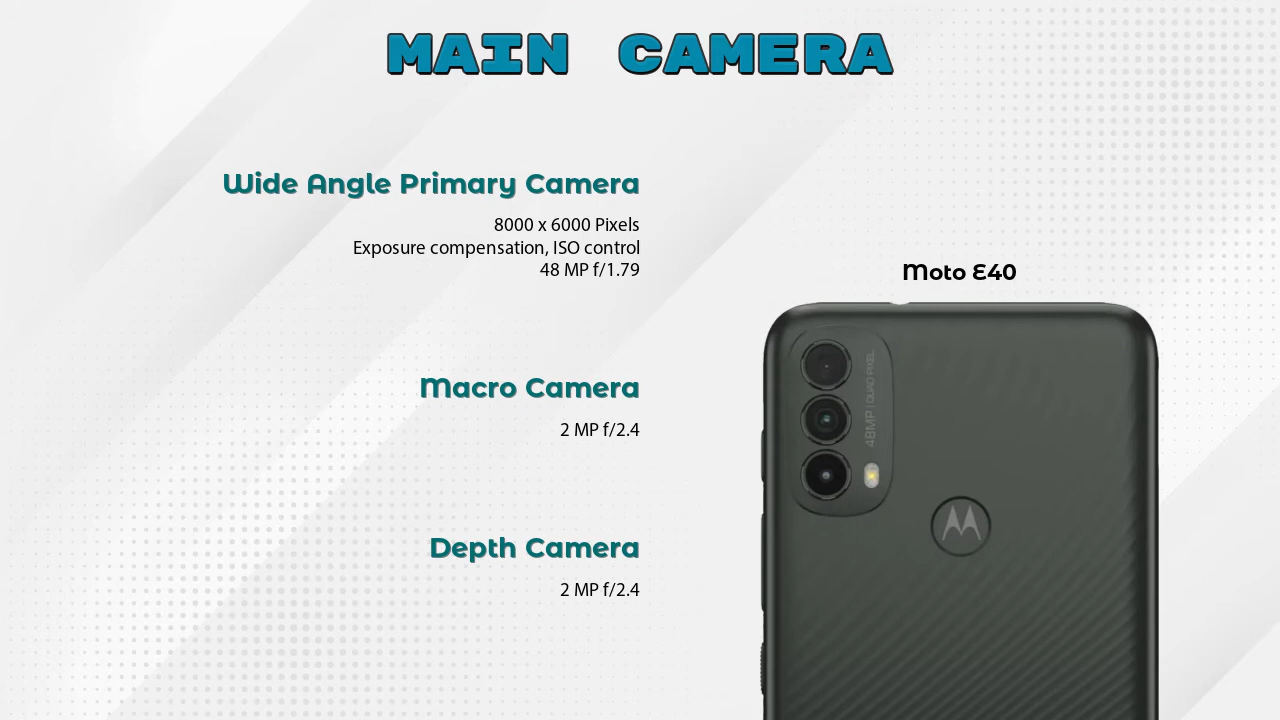 MAIN CAMERA
Wide Angle Primary Camera
8000 x 6000 Pixels
Exposure compensation, ISO control
48 MP f/1.79
Macro Camera
2 MP f/2.4
Depth Camera
2 MP f/2.4
Moto E40
48MP | QUAD PIXEL